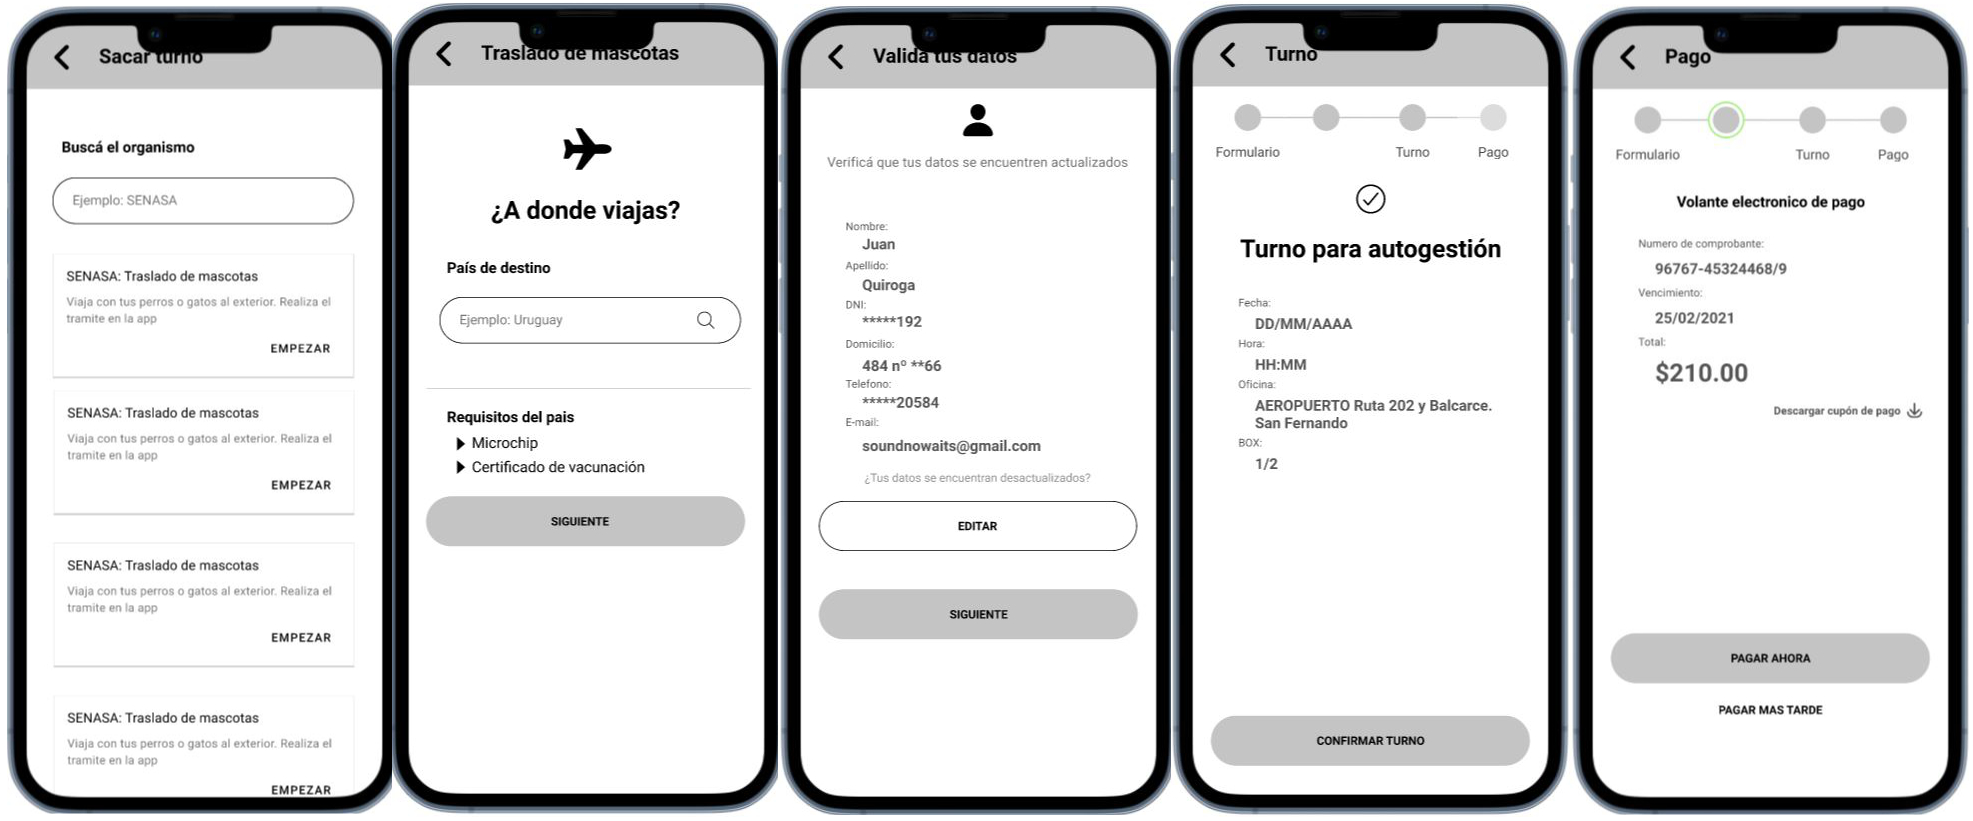 Sacar turno
Buscá el organismo
Ejemplo: SENASA
SENASA: Traslado de mascotas
Viaja con tus perros o gatos al exterior. Realiza el
tramite en la app
EMPEZAR
SENASA: Traslado de mascotas
Viaja con tus perros o gatos al exterior. Realiza el
tramite en la app
EMPEZAR
SENASA: Traslado de mascotas
Viaja con tus perros o gatos al exterior. Realiza el
tramite en la app
EMPEZAR
SENASA: Traslado de mascotas
Viaja con tus perros o gatos al exterior. Realiza el
tramite en la app
EMPEZAR
Traslado de mascotas
¿A donde viajas?
País de destino
Ejemplo: Uruguay
Requisitos del pais
Microchip
Certificado de vacunación
SIGUIENTE
Valida tus datos
Verificá que tus datos se encuentren actualizados
Nombre:
Juan
Apellido:
Quiroga
DNI:
*****192
Domicilio:
484 nº **66
Telefono:
*****20584
E-mail:
soundnowaits@gmail.com
¿Tus datos se encuentran desactualizados?
EDITAR
SIGUIENTE
Turno
Formulario
Turno
Pago
Turno para autogestión
Fecha:
DD/MM/AAAA
Hora:
HH:MM
Oficina:
AEROPUERTO Ruta 202 y Balcarce.
San Fernando
BOX:
1/2
CONFIRMAR TURNO
Pago
Formulario
Turno
Pago
Volante electronico de pago
Numero de comprobante:
96767-45324468/9
Vencimiento:
25/02/2021
Total:
$210.00
Descargar cupón de pago
PAGAR AHORA
PAGAR MAS TARDE